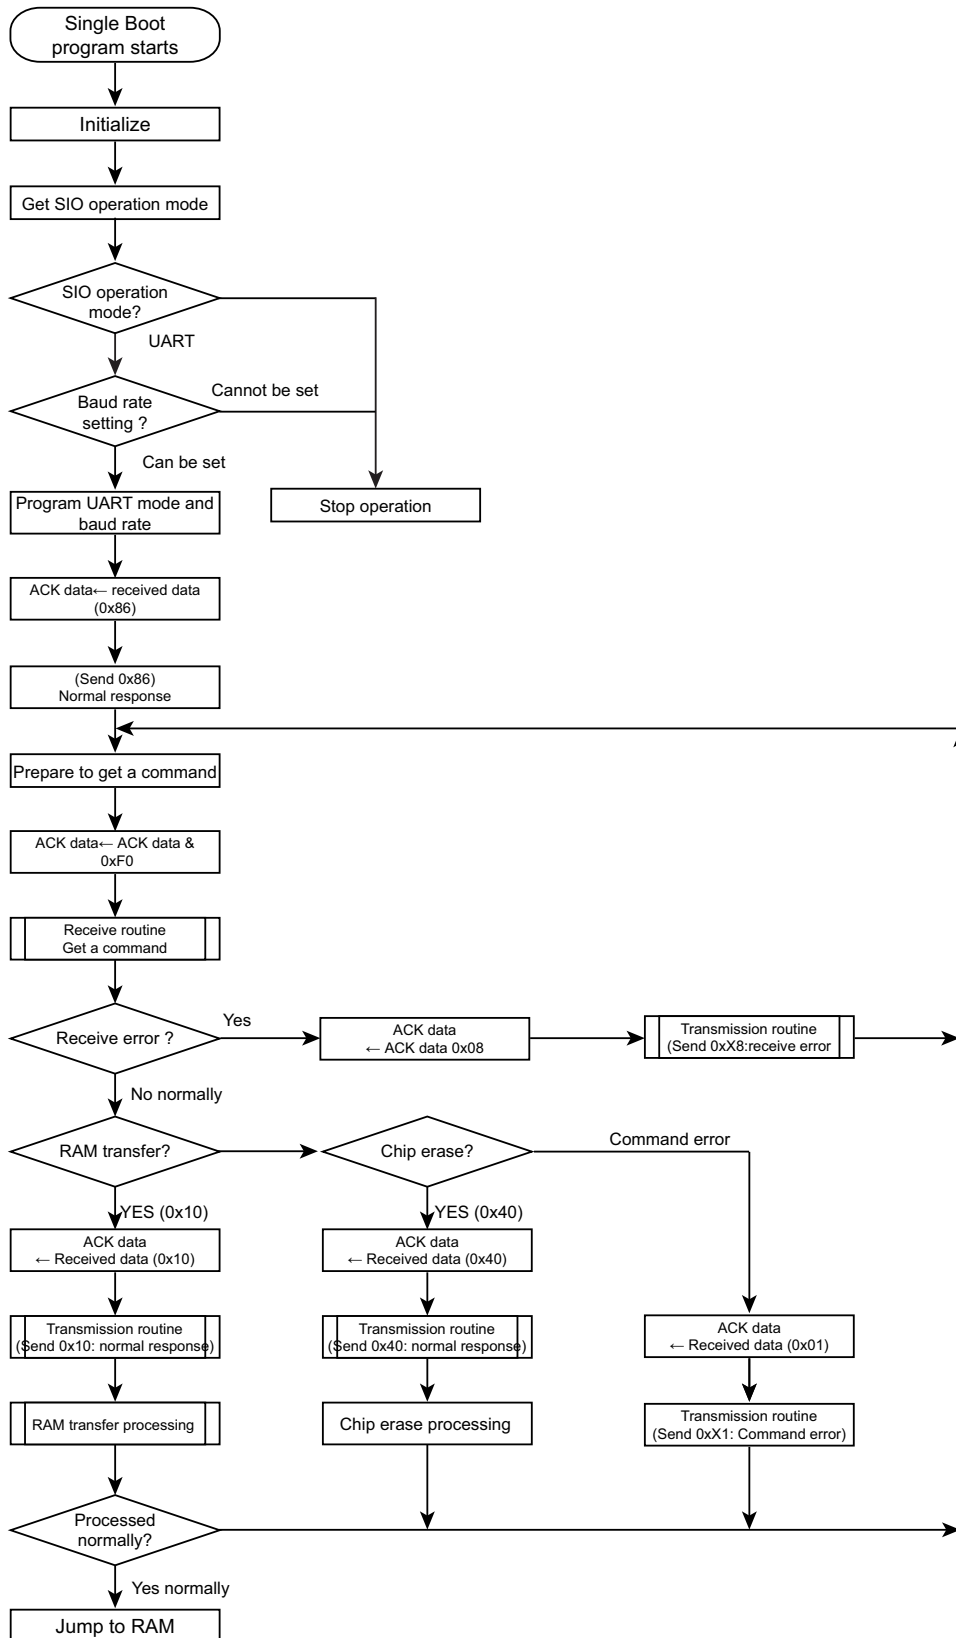 Single Boot
program starts
Initialize
Get SIO operation mode
SIO operation
mode?
UART
Baud rate
setting ?
Cannot be set
Can be set
Program UART mode and
baud rate
Stop operation
ACK data← received data
(0x86)
(Send 0x86)
Normal response
Prepare to get a command
ACK data← ACK data &
0xF0
Receive routine
Get a command
Receive error ?
Yes
ACK data
← ACK data 0x08
Transmission routine
(Send 0xX8:receive error
No normally
RAM transfer?
Chip erase?
Command error
YES (0x10)
YES (0x40)
ACK data
← Received data (0x10)
ACK data
← Received data (0x40)
Transmission routine
(Send 0x10: normal response)
Transmission routine
(Send 0x40: normal response)
ACK data
← Received data (0x01)
RAM transfer processing
Chip erase processing
Transmission routine
(Send 0xX1: Command error)
Processed
normally?
Yes normally
Jump to RAM